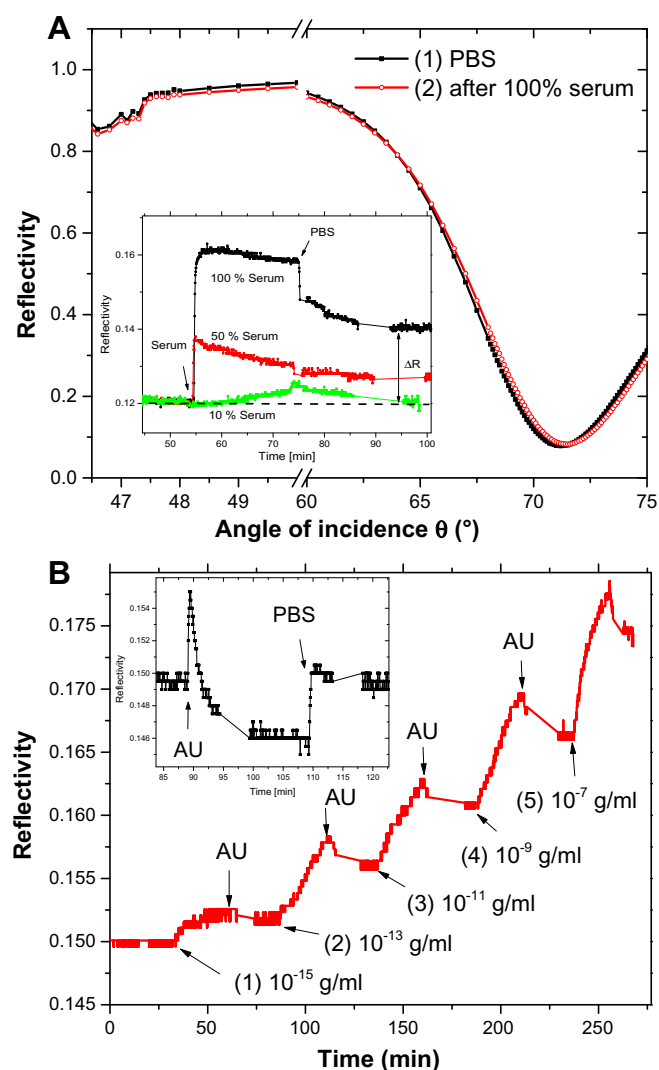 A
(1) PBS
(2) after 100% serum
1.0
0.8
0.6
0.4
0.2
0.0
Reflectivity
47 48 49 60 65 70 75
Angle of incidence θ (°)
0.16
0.14
0.12
Reflectivity
PBS
100 % Serum
Serum
50 % Serum
ΔR
10 % Serum
50 60 70 80 90 100
Time [min]
B
0.175
0.170
0.165
0.160
0.155
0.150
0.145
Reflectivity
0.154
0.152
0.150
0.148
0.146
Reflectivity
PBS
AU
85 90 95 100 105 110 115 120
Time [min]
AU
AU
AU
AU
(5) 10⁻⁷ g/ml
(4) 10⁻⁹ g/ml
(3) 10⁻¹¹ g/ml
(2) 10⁻¹³ g/ml
(1) 10⁻¹⁵ g/ml
0 50 100 150 200 250
Time (min)